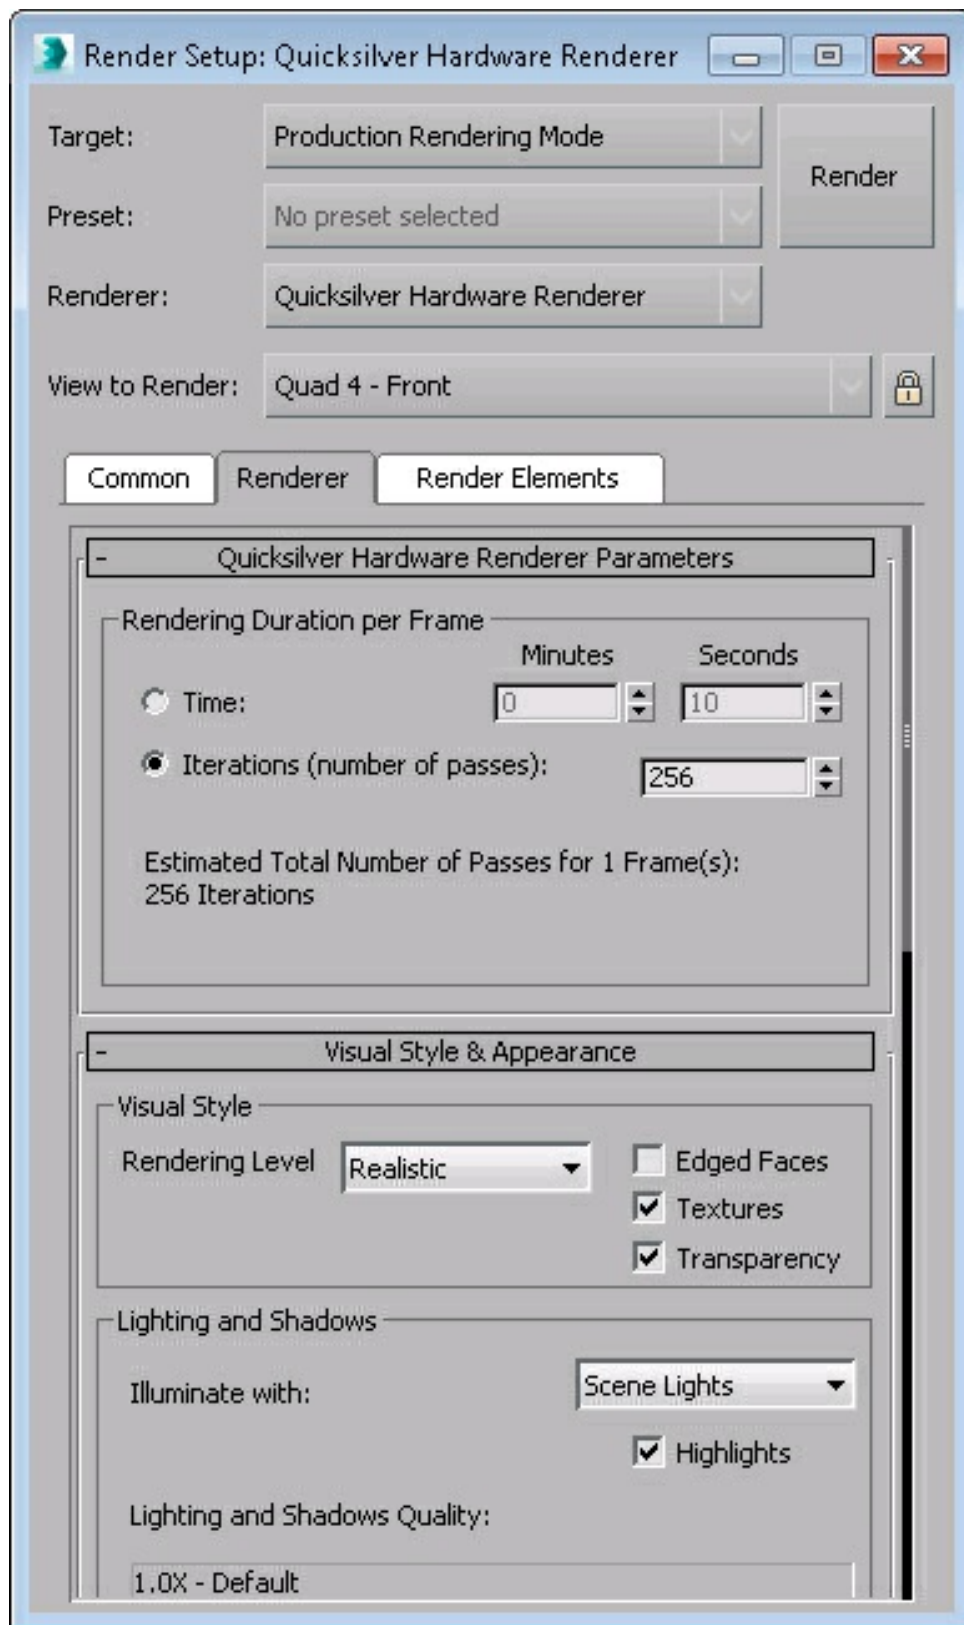 Render Setup: Quicksilver Hardware Renderer
Target: Production Rendering Mode
Render
Preset: No preset selected
Renderer: Quicksilver Hardware Renderer
View to Render: Quad 4 - Front
Common Renderer Render Elements
- Quicksilver Hardware Renderer Parameters
Rendering Duration per Frame
Minutes Seconds
Time: 0 10
Iterations (number of passes): 256
Estimated Total Number of Passes for 1 Frame(s):
256 Iterations
- Visual Style & Appearance
Visual Style
Rendering Level Realistic Edged Faces
Textures
Transparency
Lighting and Shadows
Illuminate with: Scene Lights
Highlights
Lighting and Shadows Quality:
1.0X - Default